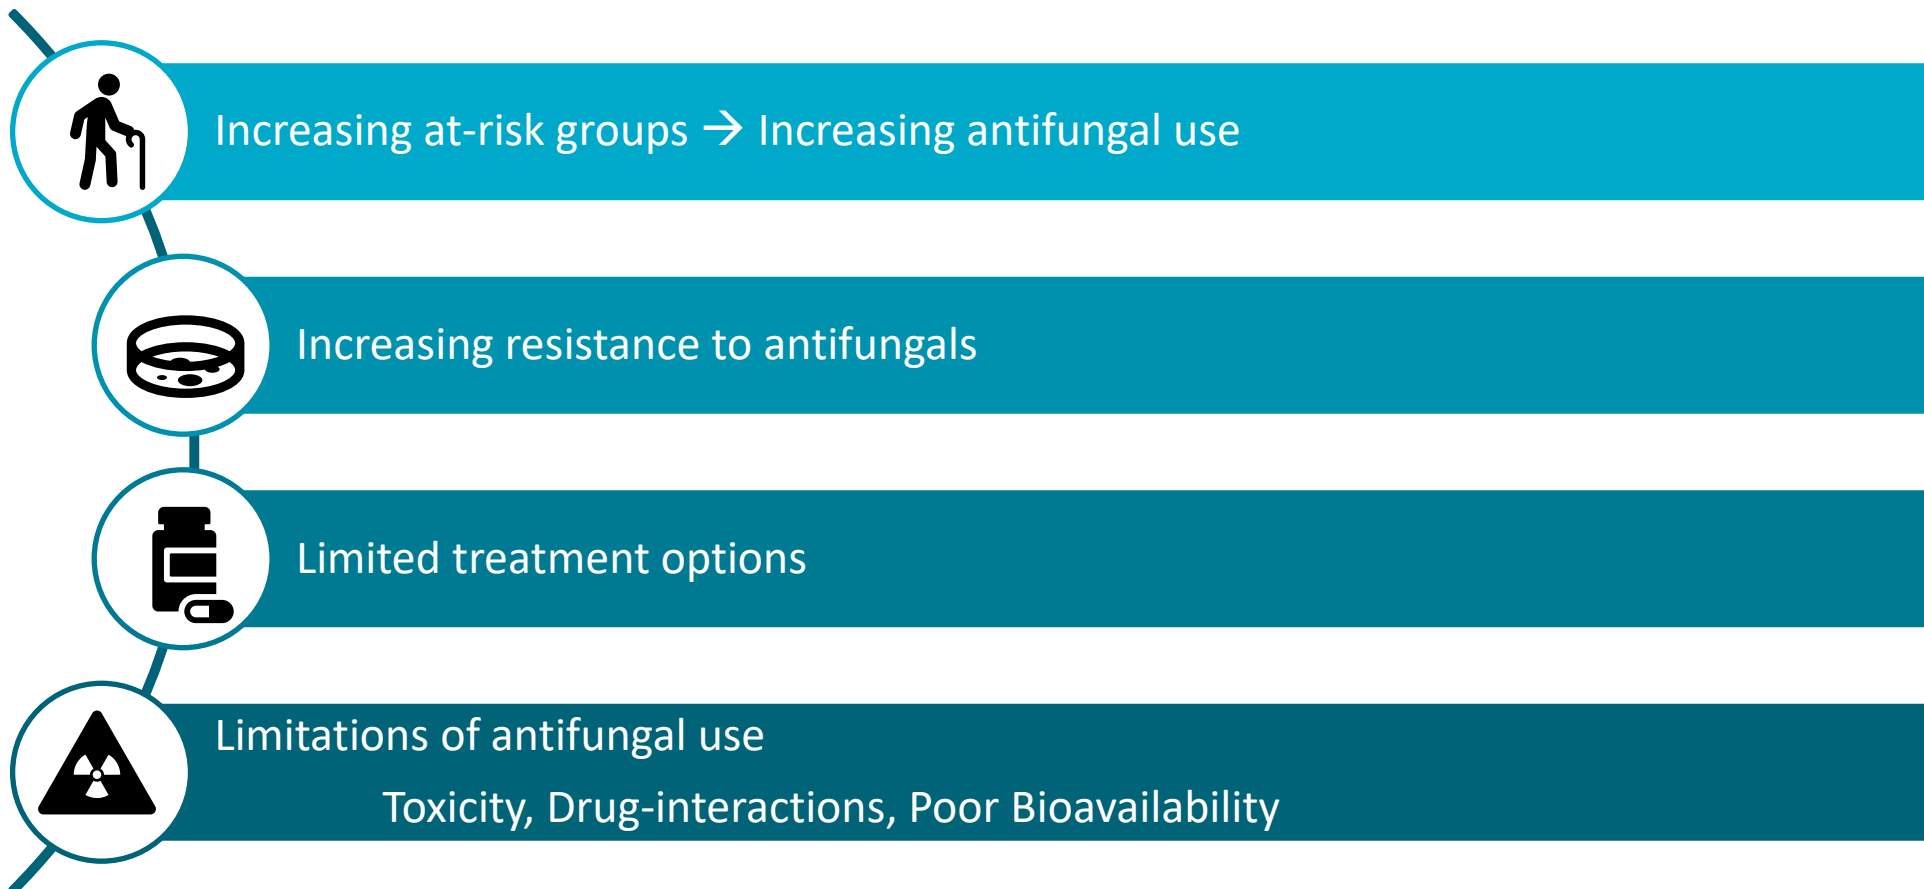 Increasing at-risk groups → Increasing antifungal use
Increasing resistance to antifungals
Limited treatment options
Limitations of antifungal use
Toxicity, Drug-interactions, Poor Bioavailability